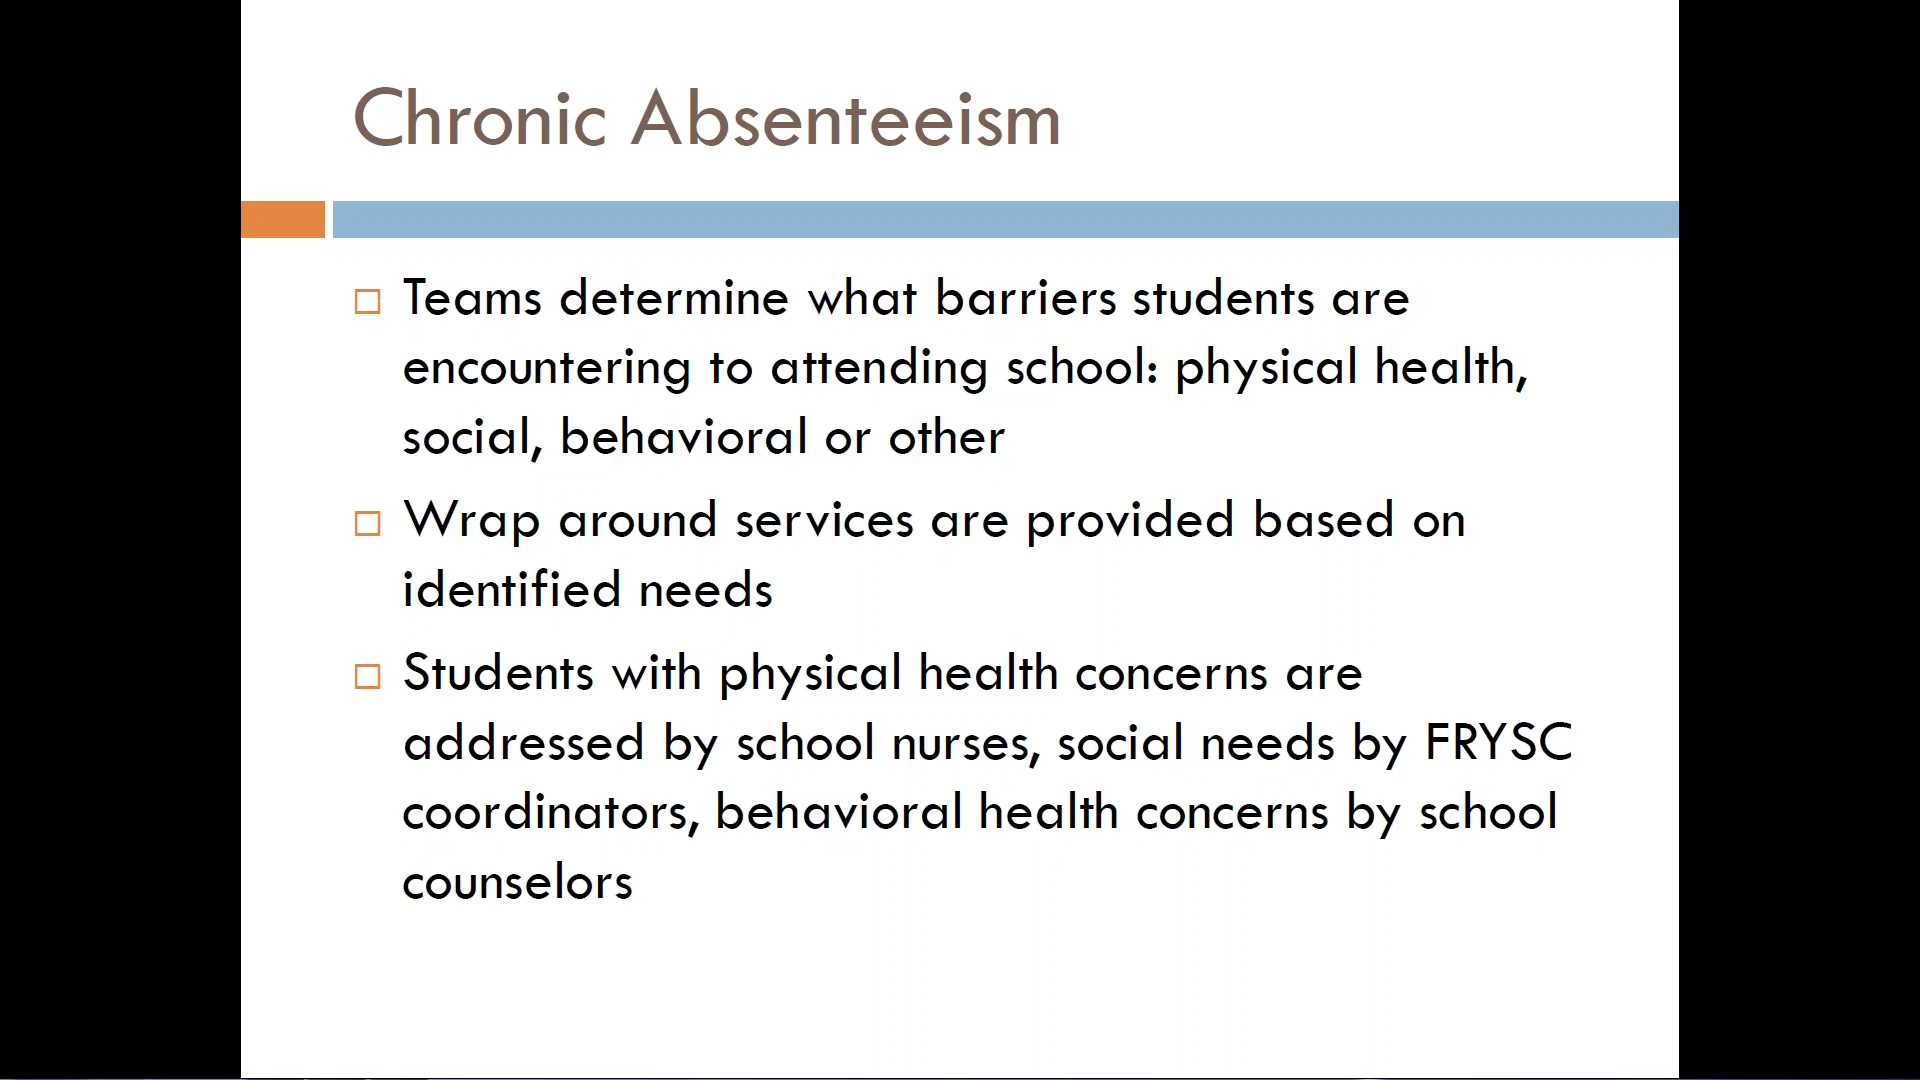 Chronic Absenteeism
Teams determine what barriers students are
encountering to attending school: physical health,
social, behavioral or other
Wrap around services are provided based on
identified needs
Students with physical health concerns are
addressed by school nurses, social needs by FRYSC
coordinators, behavioral health concerns by school
counselors